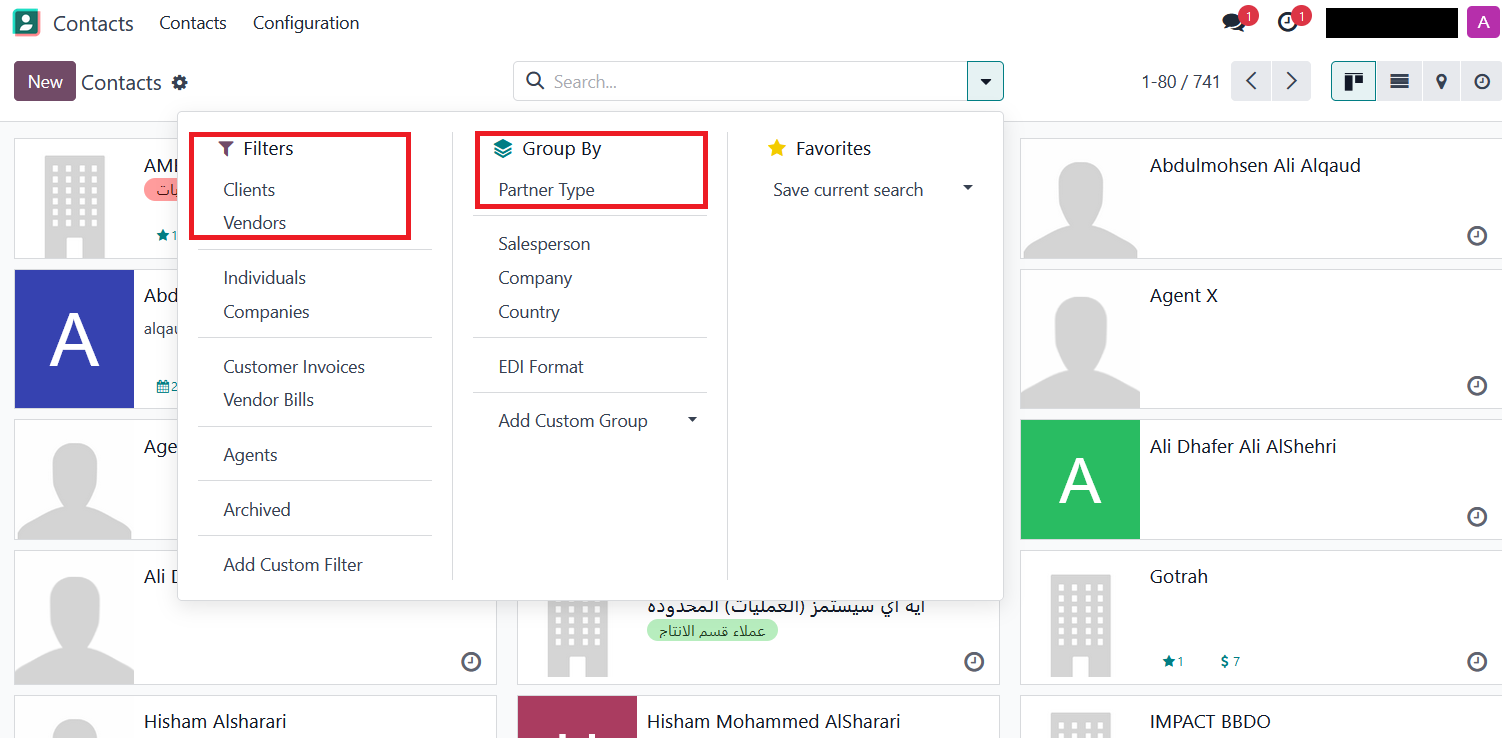 Contacts Contacts Configuration 1 1 A
New Contacts Search... 1-80 / 741
Filters
Clients
Vendors
Individuals
Companies
Customer Invoices
Vendor Bills
Agents
Archived
Add Custom Filter
Group By
Partner Type
Salesperson
Company
Country
EDI Format
Add Custom Group
Favorites
Save current search
Abdulmohsen Ali Alqaud
1
A
Abd
alqau
2
Agent X
Age
A
Ali Dhafer Ali AlShehri
Ali D
ايه اي سيستمز (العمليات) المحدوده
عملاء قسم الانتاج
Gotrah
1 $ 7
Hisham Alsharari
Hisham Mohammed AlSharari
IMPACT BBDO